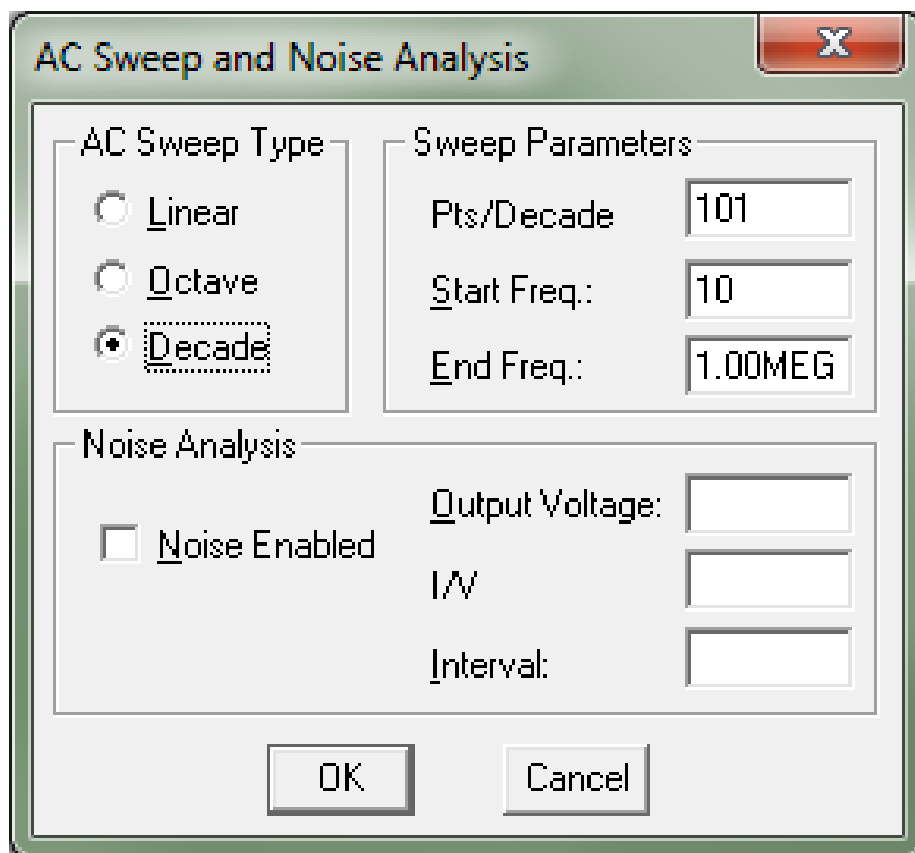 AC Sweep and Noise Analysis
AC Sweep Type
Linear
Octave
Decade
Sweep Parameters
Pts/Decade 101
Start Freq.: 10
End Freq.: 1.00MEG
Noise Analysis
Noise Enabled
Output Voltage:
I/V
Interval:
OK Cancel